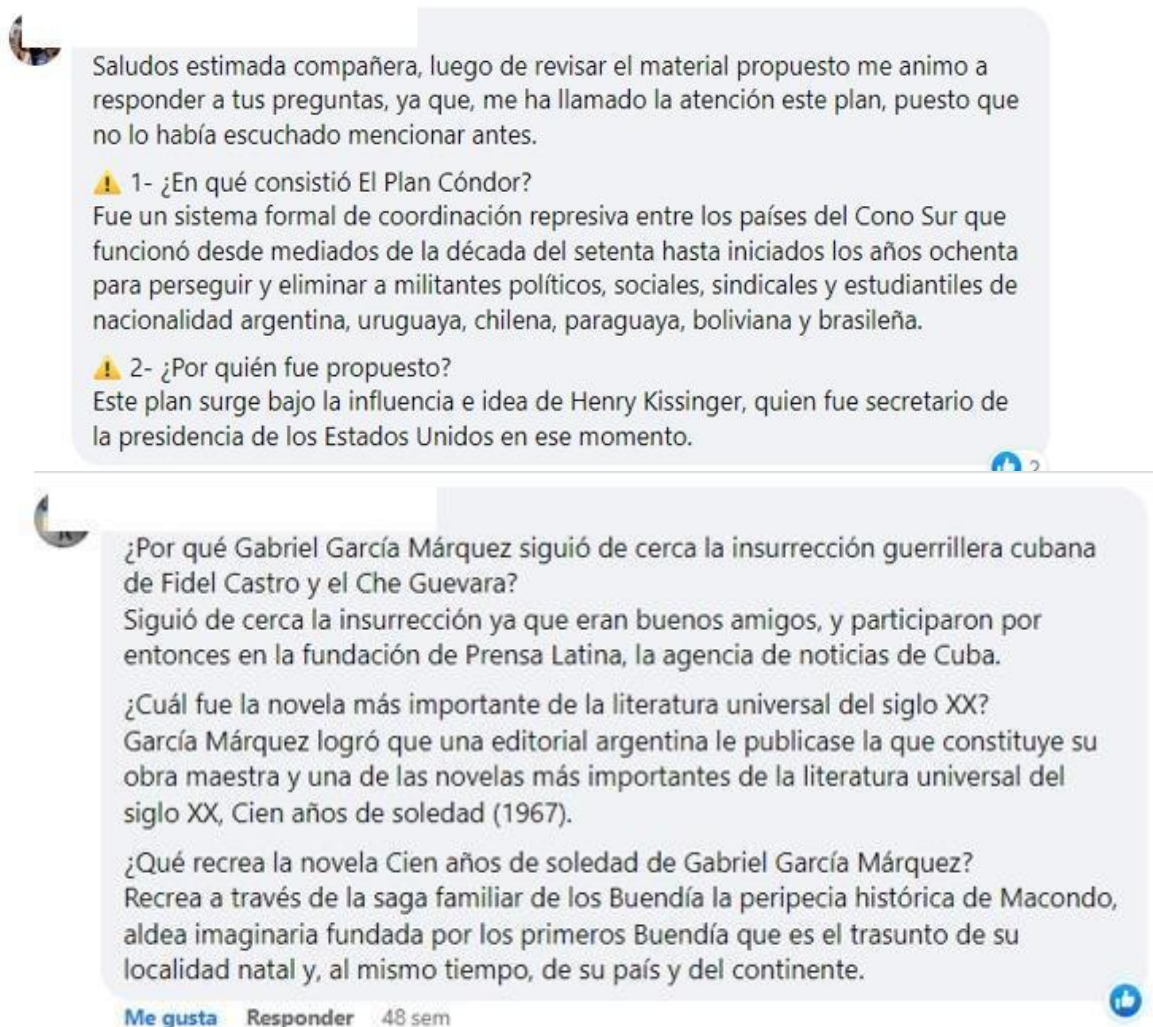 Saludos estimada compañera, luego de revisar el material propuesto me animo a
responder a tus preguntas, ya que, me ha llamado la atención este plan, puesto que
no lo había escuchado mencionar antes.
⚠️ 1- ¿En qué consistió El Plan Cóndor?
Fue un sistema formal de coordinación represiva entre los países del Cono Sur que
funcionó desde mediados de la década del setenta hasta iniciados los años ochenta
para perseguir y eliminar a militantes políticos, sociales, sindicales y estudiantiles de
nacionalidad argentina, uruguaya, chilena, paraguaya, boliviana y brasileña.
⚠️ 2- ¿Por quién fue propuesto?
Este plan surge bajo la influencia e idea de Henry Kissinger, quien fue secretario de
la presidencia de los Estados Unidos en ese momento.
2
¿Por qué Gabriel García Márquez siguió de cerca la insurrección guerrillera cubana
de Fidel Castro y el Che Guevara?
Siguió de cerca la insurrección ya que eran buenos amigos, y participaron por
entonces en la fundación de Prensa Latina, la agencia de noticias de Cuba.
¿Cuál fue la novela más importante de la literatura universal del siglo XX?
García Márquez logró que una editorial argentina le publicase la que constituye su
obra maestra y una de las novelas más importantes de la literatura universal del
siglo XX, Cien años de soledad (1967).
¿Qué recrea la novela Cien años de soledad de Gabriel García Márquez?
Recrea a través de la saga familiar de los Buendía la peripecia histórica de Macondo,
aldea imaginaria fundada por los primeros Buendía que es el trasunto de su
localidad natal y, al mismo tiempo, de su país y del continente.
Me gusta Responder 48 sem